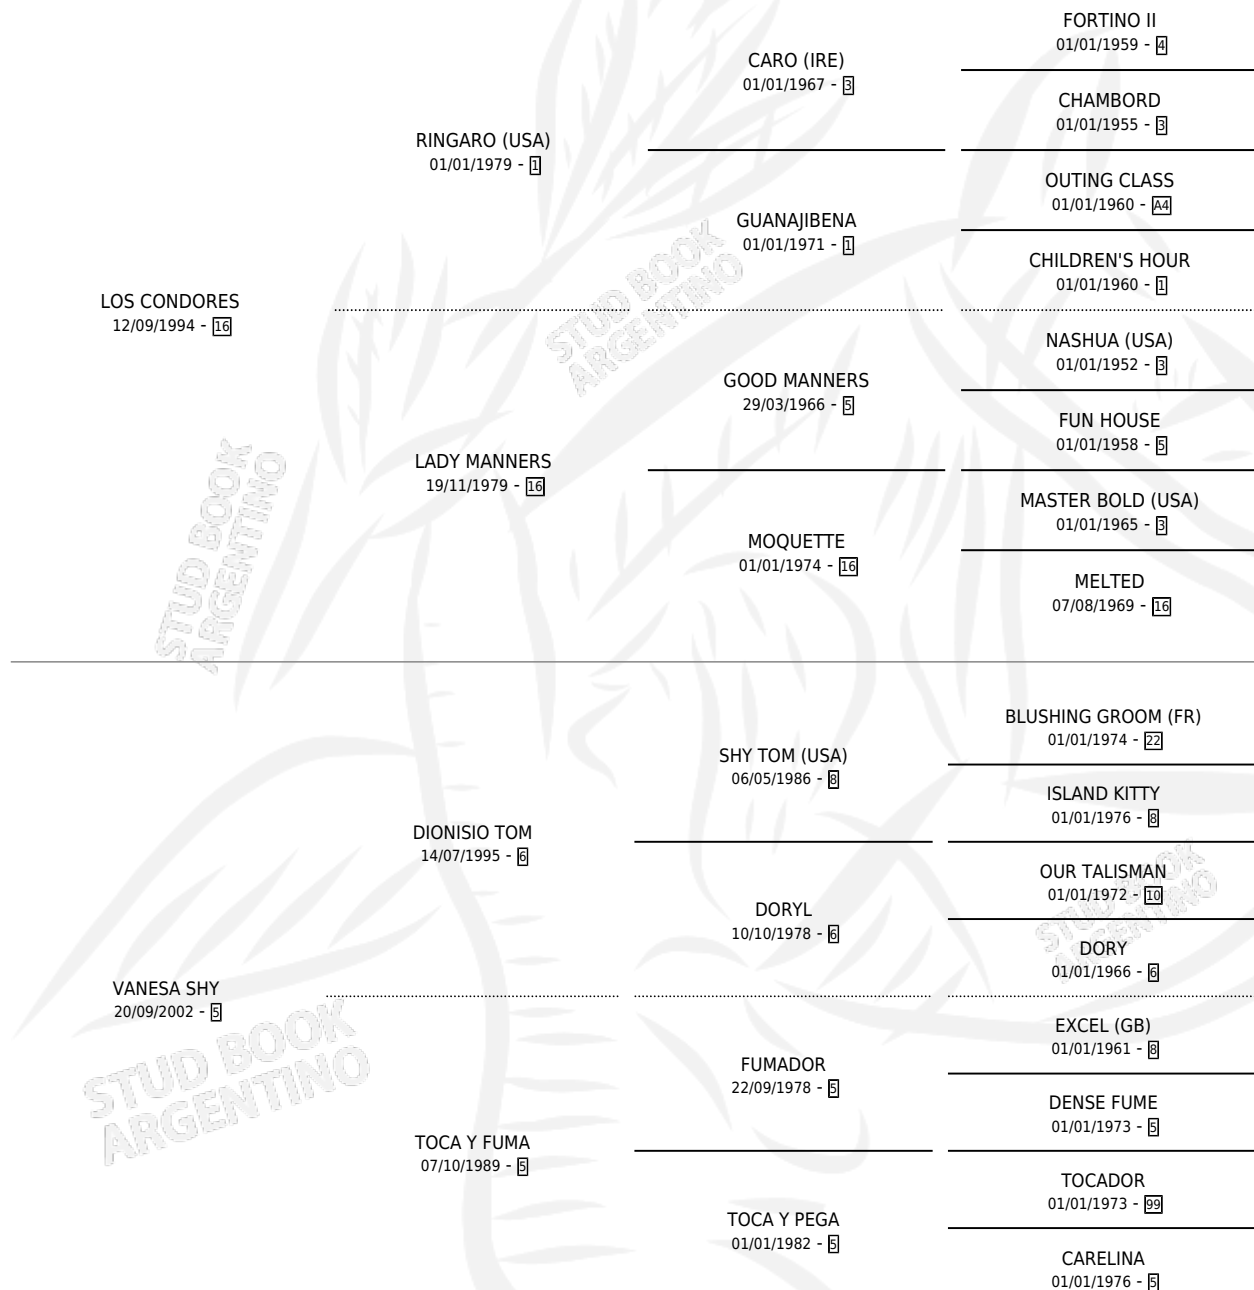 FORTINO II
01/01/1959 - 4
CARO (IRE)
01/01/1967 - 3
CHAMBORD
01/01/1955 - 3
RINGARO (USA)
01/01/1979 - 1
OUTING CLASS
01/01/1960 - A4
GUANAJIBENA
01/01/1971 - 1
CHILDREN'S HOUR
01/01/1960 - 1
LOS CONDORES
12/09/1994 - 16
NASHUA (USA)
01/01/1952 - 3
GOOD MANNERS
29/03/1966 - 5
FUN HOUSE
01/01/1958 - 5
LADY MANNERS
19/11/1979 - 16
MASTER BOLD (USA)
01/01/1965 - 3
MOQUETTE
01/01/1974 - 16
MELTED
07/08/1969 - 16
BLUSHING GROOM (FR)
01/01/1974 - 22
SHY TOM (USA)
06/05/1986 - 8
ISLAND KITTY
01/01/1976 - 8
DIONISIO TOM
14/07/1995 - 6
OUR TALISMAN
01/01/1972 - 10
DORYL
10/10/1978 - 6
DORY
01/01/1966 - 6
VANESA SHY
20/09/2002 - 5
EXCEL (GB)
01/01/1961 - 8
FUMADOR
22/09/1978 - 5
DENSE FUME
01/01/1973 - 5
TOCA Y FUMA
07/10/1989 - 5
TOCADOR
01/01/1973 - 99
TOCA Y PEGA
01/01/1982 - 5
CARELINA
01/01/1976 - 5
STUD BOOK
ARGENTINO
STUD BOOK
ARGENTINO
STUD BOOK
ARGENTINO
STUD BOOK
ARGENTINO